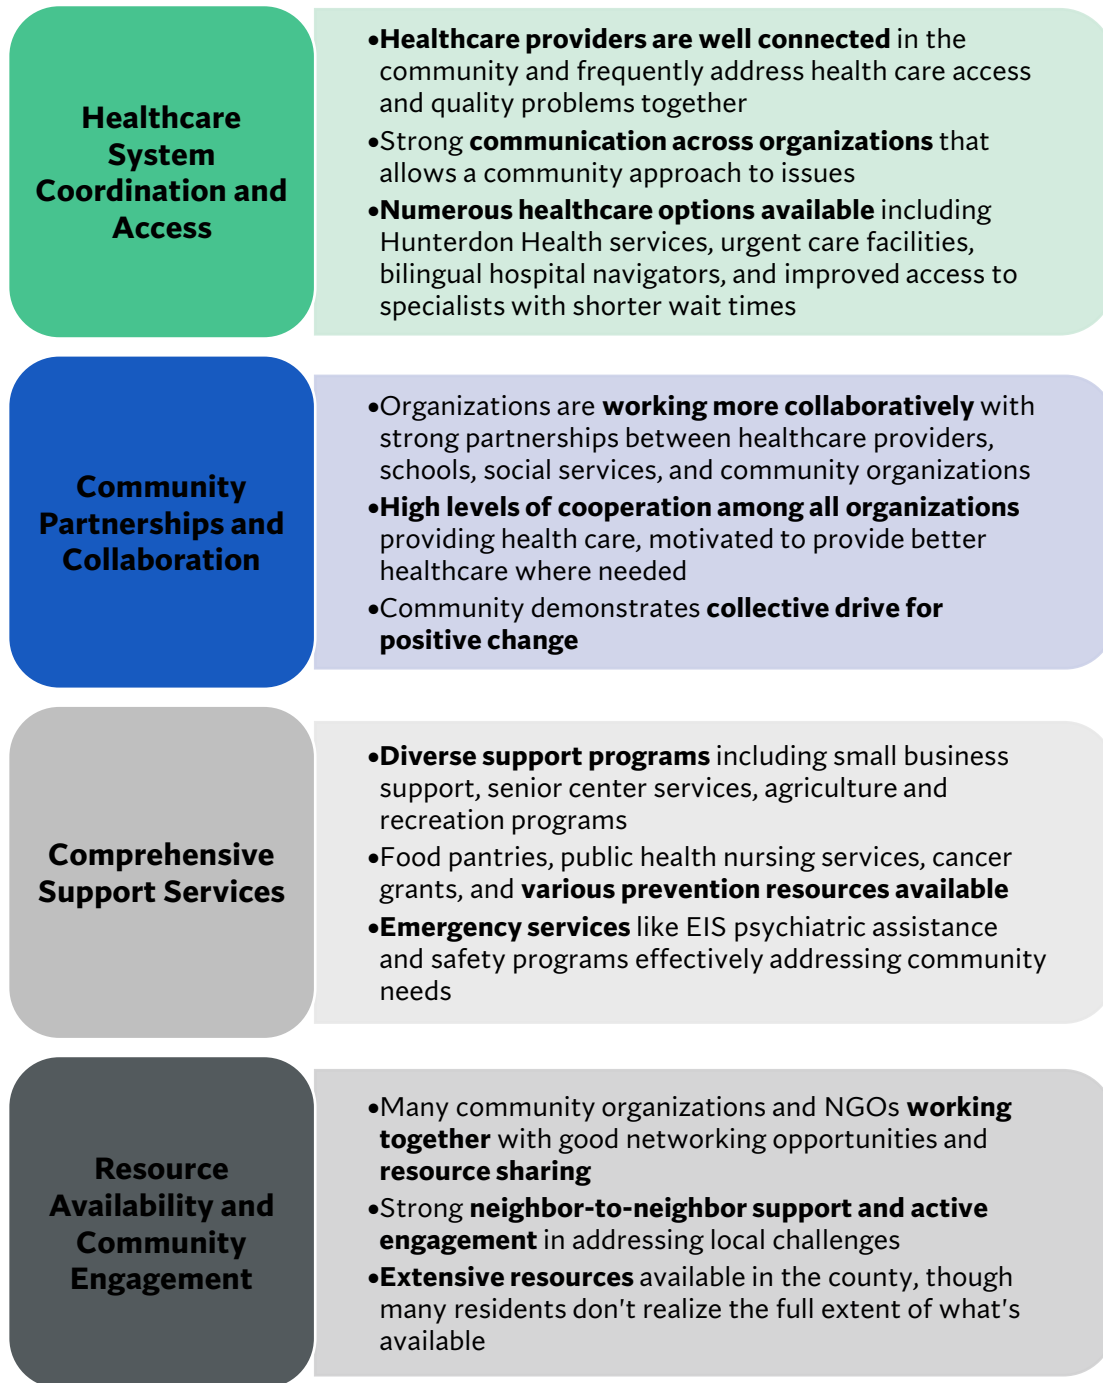 Healthcare
System
Coordination and
Access
•Healthcare providers are well connected in the
community and frequently address health care access
and quality problems together
•Strong communication across organizations that
allows a community approach to issues
•Numerous healthcare options available including
Hunterdon Health services, urgent care facilities,
bilingual hospital navigators, and improved access to
specialists with shorter wait times
Community
Partnerships and
Collaboration
•Organizations are working more collaboratively with
strong partnerships between healthcare providers,
schools, social services, and community organizations
•High levels of cooperation among all organizations
providing health care, motivated to provide better
healthcare where needed
•Community demonstrates collective drive for
positive change
Comprehensive
Support Services
•Diverse support programs including small business
support, senior center services, agriculture and
recreation programs
•Food pantries, public health nursing services, cancer
grants, and various prevention resources available
•Emergency services like EIS psychiatric assistance
and safety programs effectively addressing community
needs
Resource
Availability and
Community
Engagement
•Many community organizations and NGOs working
together with good networking opportunities and
resource sharing
•Strong neighbor-to-neighbor support and active
engagement in addressing local challenges
•Extensive resources available in the county, though
many residents don't realize the full extent of what's
available